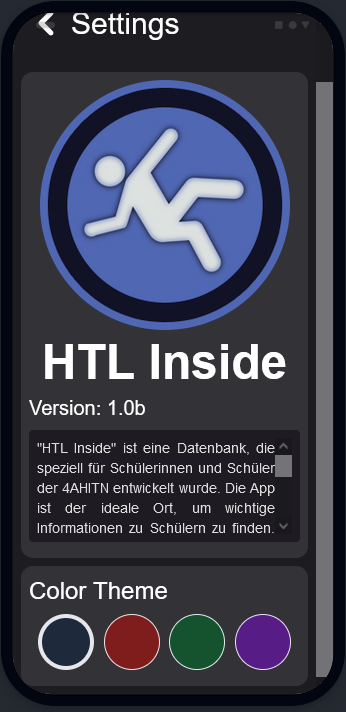 Settings
HTL Inside
Version: 1.0b
"HTL Inside" ist eine Datenbank, die
speziell für Schülerinnen und Schüler
der 4AHITN entwickelt wurde. Die App
ist der ideale Ort, um wichtige
Informationen zu Schülern zu finden.
Color Theme